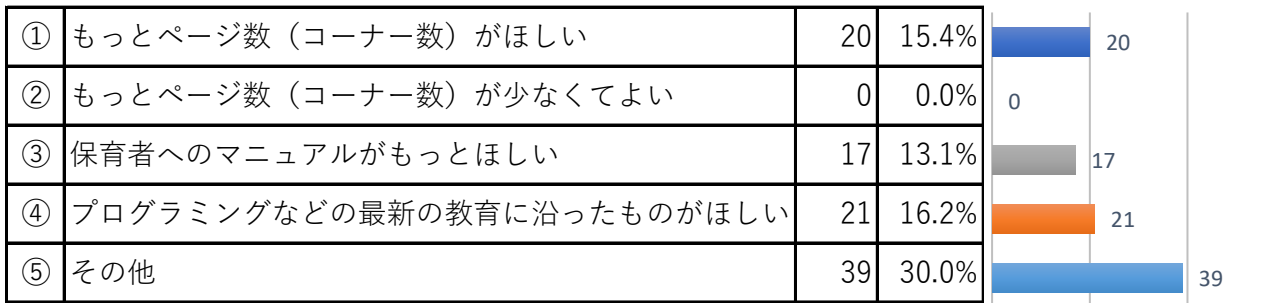 ① もっとページ数（コーナー数）がほしい 20 15.4% 20
② もっとページ数（コーナー数）が少なくてよい 0 0.0% 0
③ 保育者へのマニュアルがもっとほしい 17 13.1% 17
④ プログラミングなどの最新の教育に沿ったものがほしい 21 16.2% 21
⑤ その他 39 30.0% 39